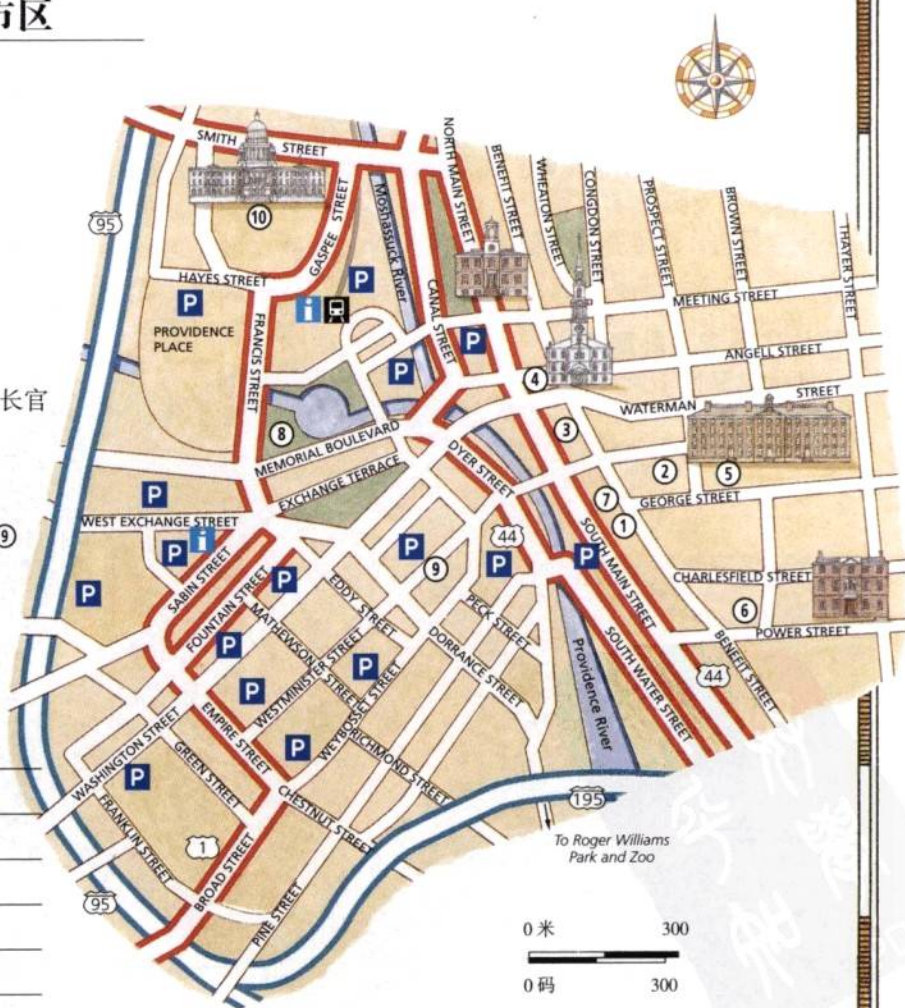 市区
SMITH STREET
NORTH MAIN STREET
BENEFIT STREET
WHEATON STREET
CONGDON STREET
PROSPECT STREET
BROWN STREET
THAYER STREET
95
10
GASPEE STREET
Moshassuck River
HAYES STREET
P
P
i
MEETING STREET
PROVIDENCE
PLACE
FRANCIS STREET
CANAL STREET
P
P
ANGELL STREET
4
长官
WATERMAN STREET
8
3
MEMORIAL BOULEVARD
DYER STREET
2
5
EXCHANGE TERRACE
P
7
GEORGE STREET
9
WEST EXCHANGE STREET
1
44
P
i
P
9
P
P
SOUTH MAIN STREET
SABIN STREET
P
P
CHARLESFIELD STREET
FOUNTAIN STREET
EDDY STREET
PECK STREET
6
MATHEWSON STREET
P
DORRANCE STREET
POWER STREET
WESTMINISTER STREET
P
BENEFIT STREET
P
WEYBOSSET STREET
Providence River
SOUTH WATER STREET
44
EMPIRE STREET
WASHINGTON STREET
P
RICHMOND STREET
GREEN STREET
P
CHESTNUT STREET
195
FRANKLIN STREET
1
To Roger Williams
Park and Zoo
BROAD STREET
95
PINE STREET
0 米 300
0 码 300